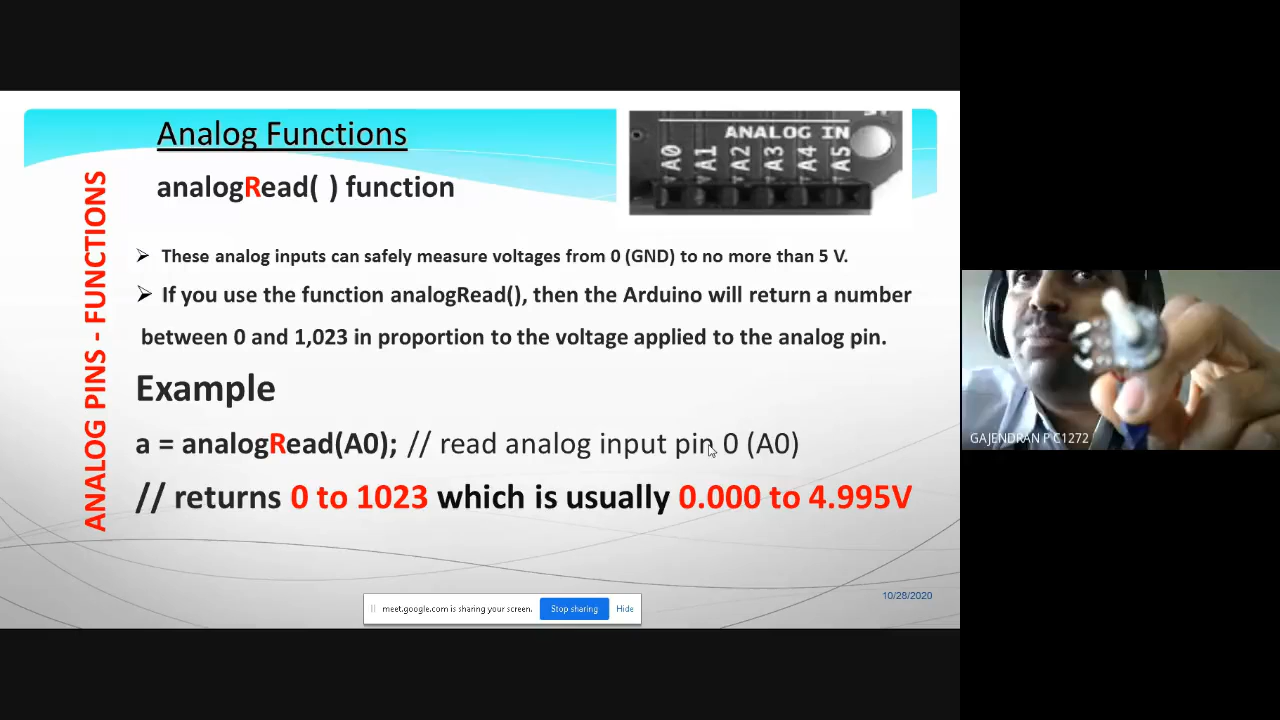 Analog Functions
analogRead( ) function
ANALOG IN
A0
A1
A2
A3
A4
A5
ANALOG PINS - FUNCTIONS
➢ These analog inputs can safely measure voltages from 0 (GND) to no more than 5 V.
➢ If you use the function analogRead(), then the Arduino will return a number
between 0 and 1,023 in proportion to the voltage applied to the analog pin.
Example
a = analogRead(A0); // read analog input pin 0 (A0)
// returns 0 to 1023 which is usually 0.000 to 4.995V
10/28/2020
meet.google.com is sharing your screen.
Stop sharing
Hide
GAJENDRAN P C1272